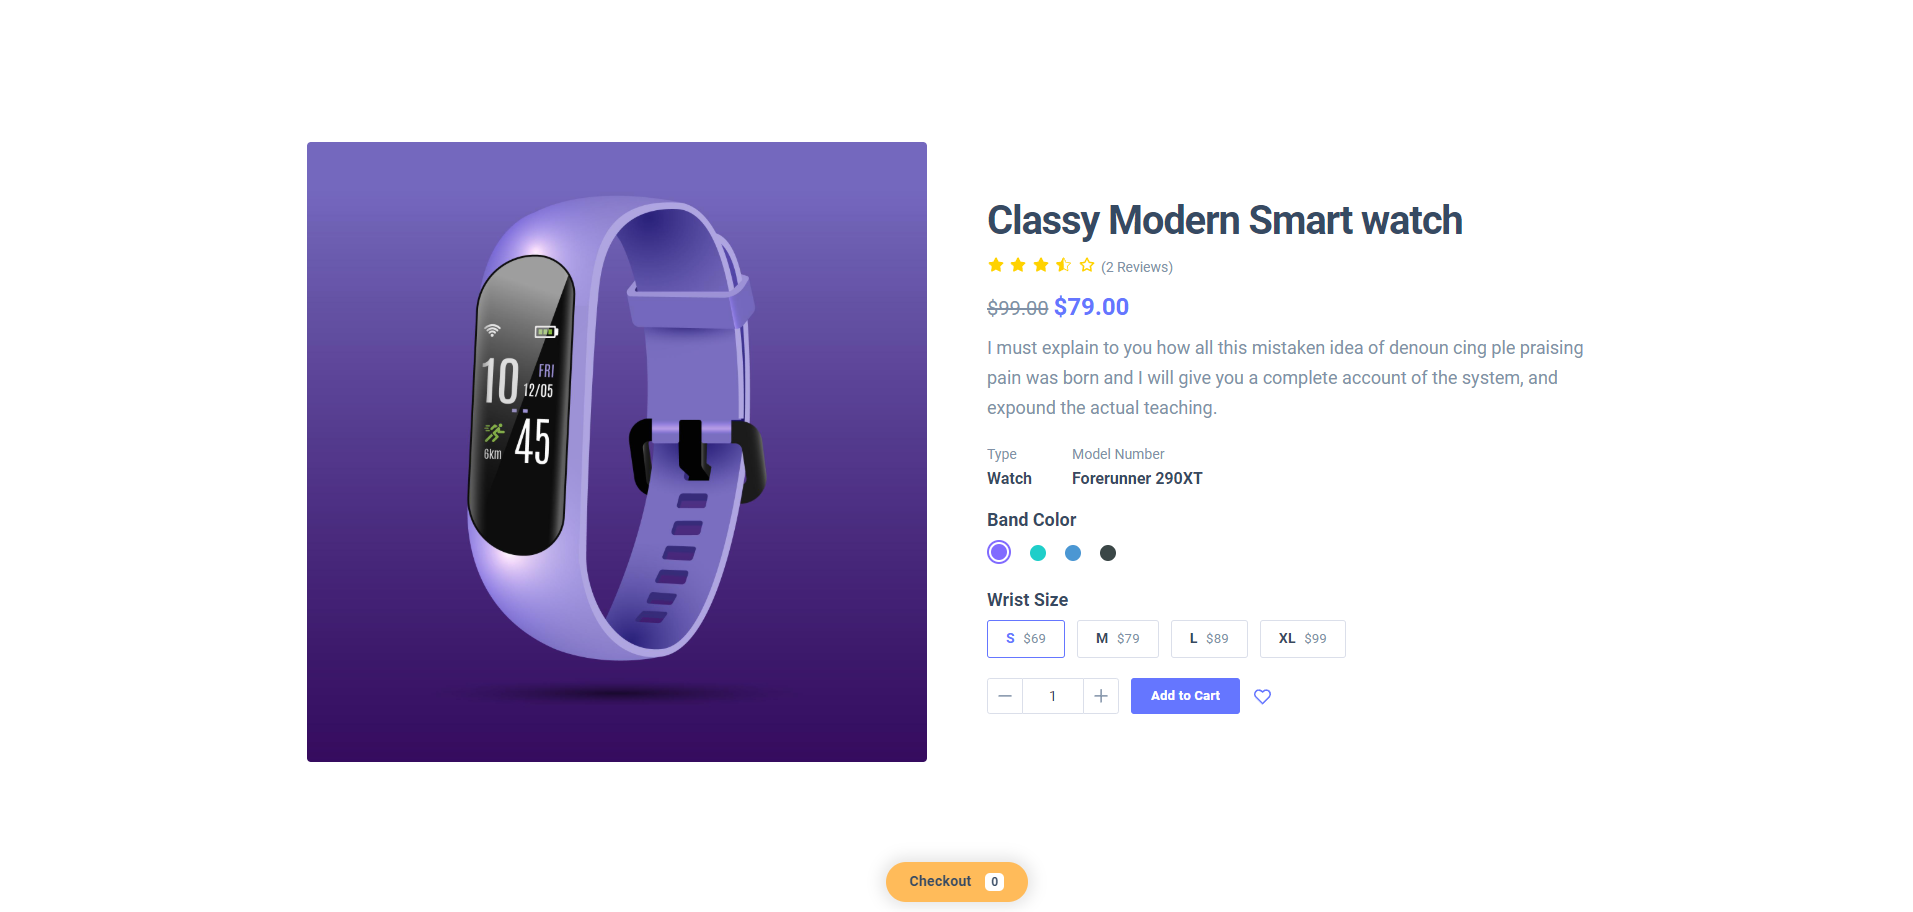 10
FRI
12/05
45
6km
Classy Modern Smart watch
(2 Reviews)
$99.00 $79.00
I must explain to you how all this mistaken idea of denoun cing ple praising
pain was born and I will give you a complete account of the system, and
expound the actual teaching.
Type Model Number
Watch Forerunner 290XT
Band Color
Wrist Size
S $69 M $79 L $89 XL $99
1 Add to Cart
Checkout 0